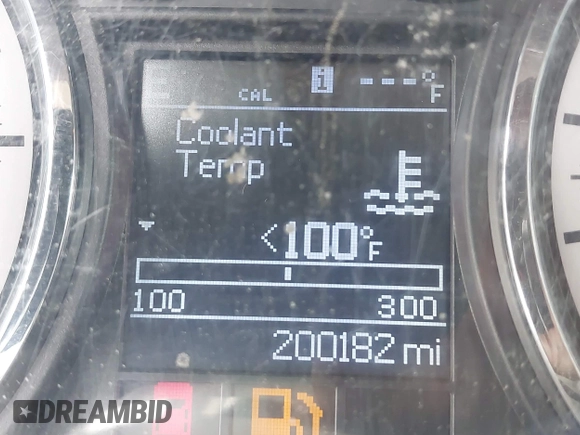 E CAL i ---°F
Coolant
Temp
<100°F
100 300
200182 mi
DREAMBID